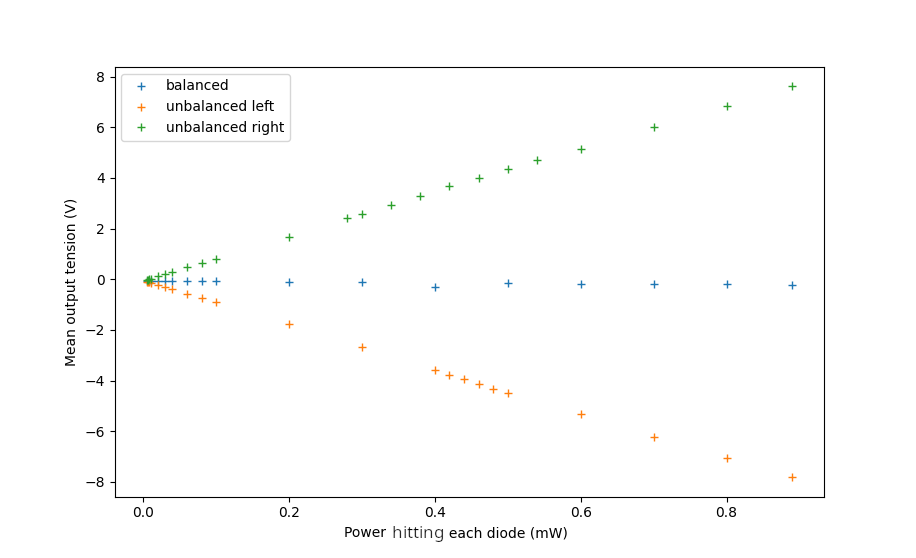 balanced
unbalanced left
unbalanced right
8
6
4
2
0
−2
−4
−6
−8
Mean output tension (V)
0.0 0.2 0.4 0.6 0.8
Power hitting each diode (mW)